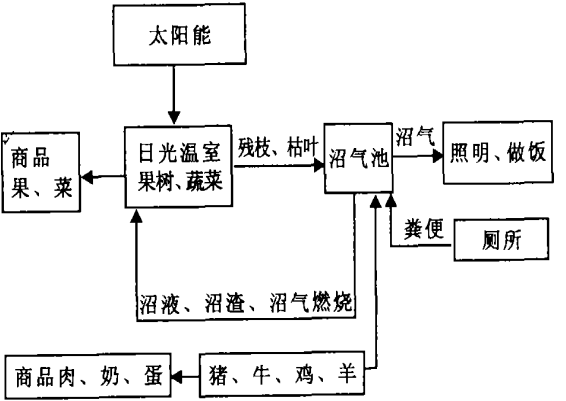 太阳能
商品
果、菜
日光温室
果树、蔬菜
残枝、枯叶
沼气池
沼气
照明、做饭
粪便
厕所
沼液、沼渣、沼气燃烧
商品肉、奶、蛋
猪、牛、鸡、羊